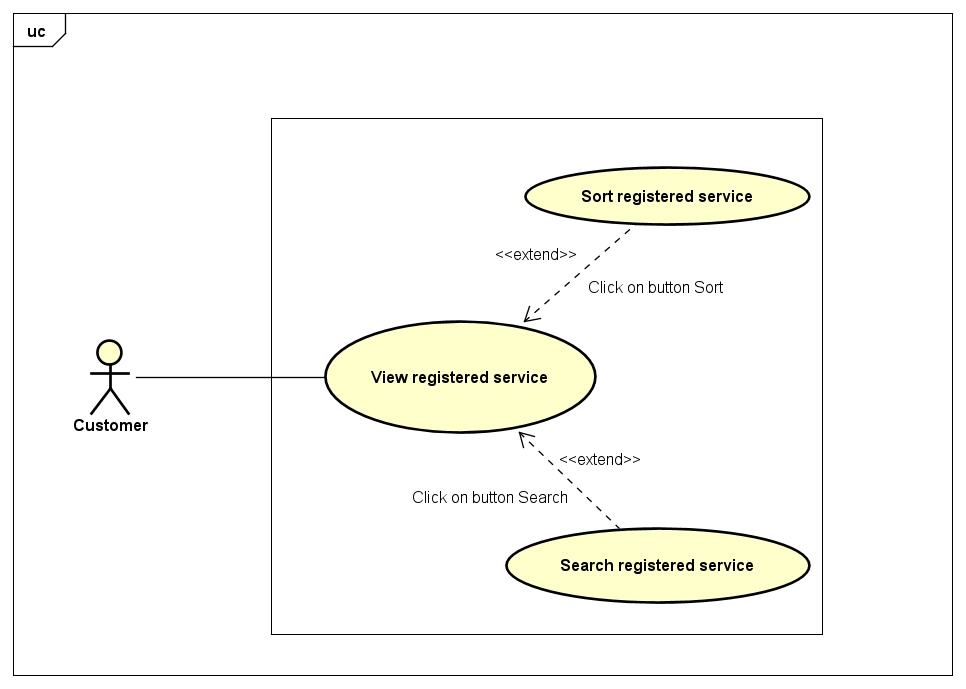 uc
Sort registered service
<<extend>>
Click on button Sort
View registered service
Customer
<<extend>>
Click on button Search
Search registered service